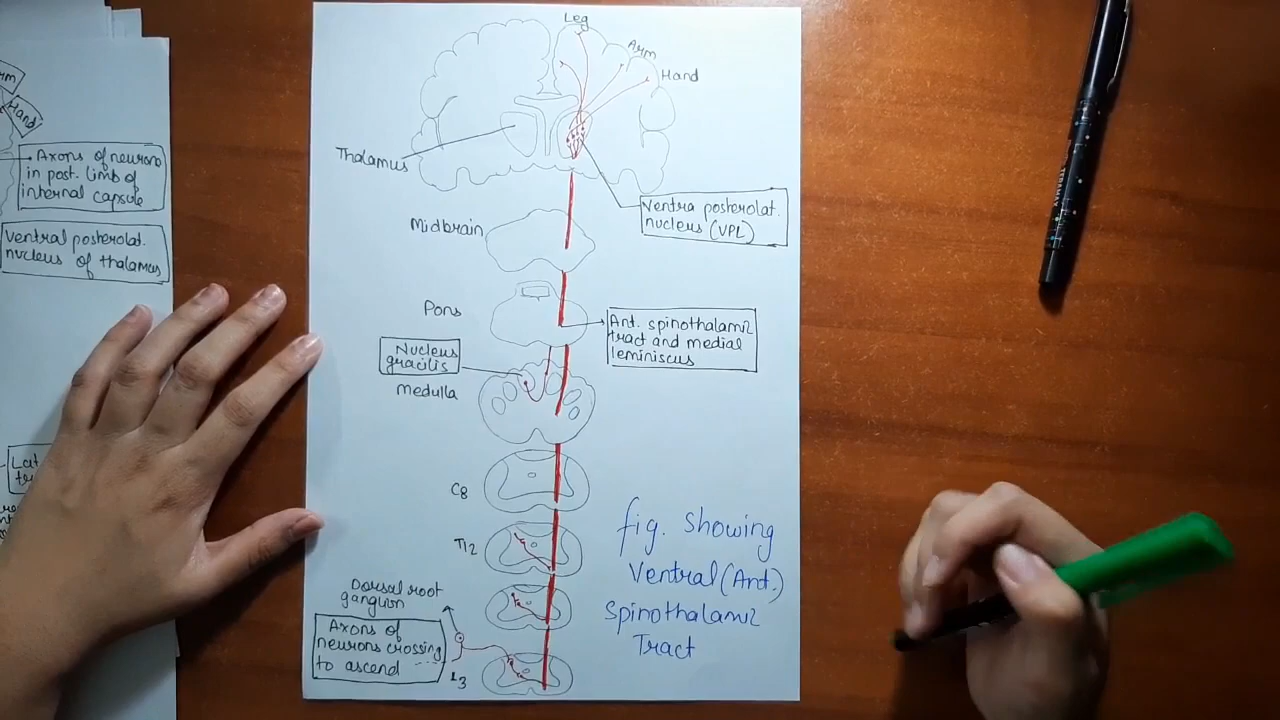 Leg
Arm
Hand
Thalamus
Ventra posterolat.
nucleus (VPL)
Midbrain
Pons
Ant. spinothalamic
tract and medial
leminiscus
Nucleus
gracilis
Medulla
C8
T12
Dorsal root
ganglion
Axons of
neurons crossing
to ascend
L3
fig. Showing
Ventral (Ant.)
Spinothalamic
Tract
Hand
Axons of neurons
in post. limb of
internal capsule
Ventral posterolat.
nucleus of thalamus